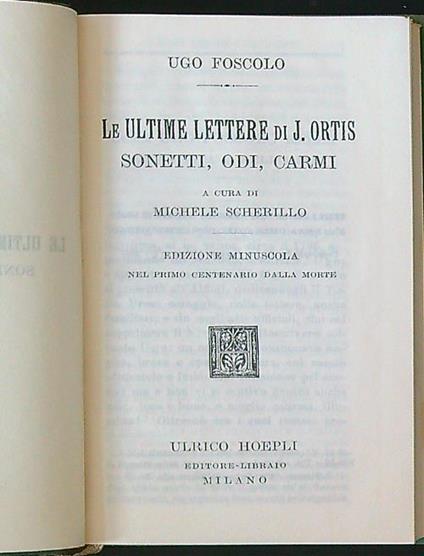 UGO FOSCOLO
LE ULTIME LETTERE DI J. ORTIS
SONETTI, ODI, CARMI
A CURA DI
MICHELE SCHERILLO
EDIZIONE MINUSCOLA
NEL PRIMO CENTENARIO DALLA MORTE
ULRICO HOEPLI
EDITORE-LIBRAIO
MILANO